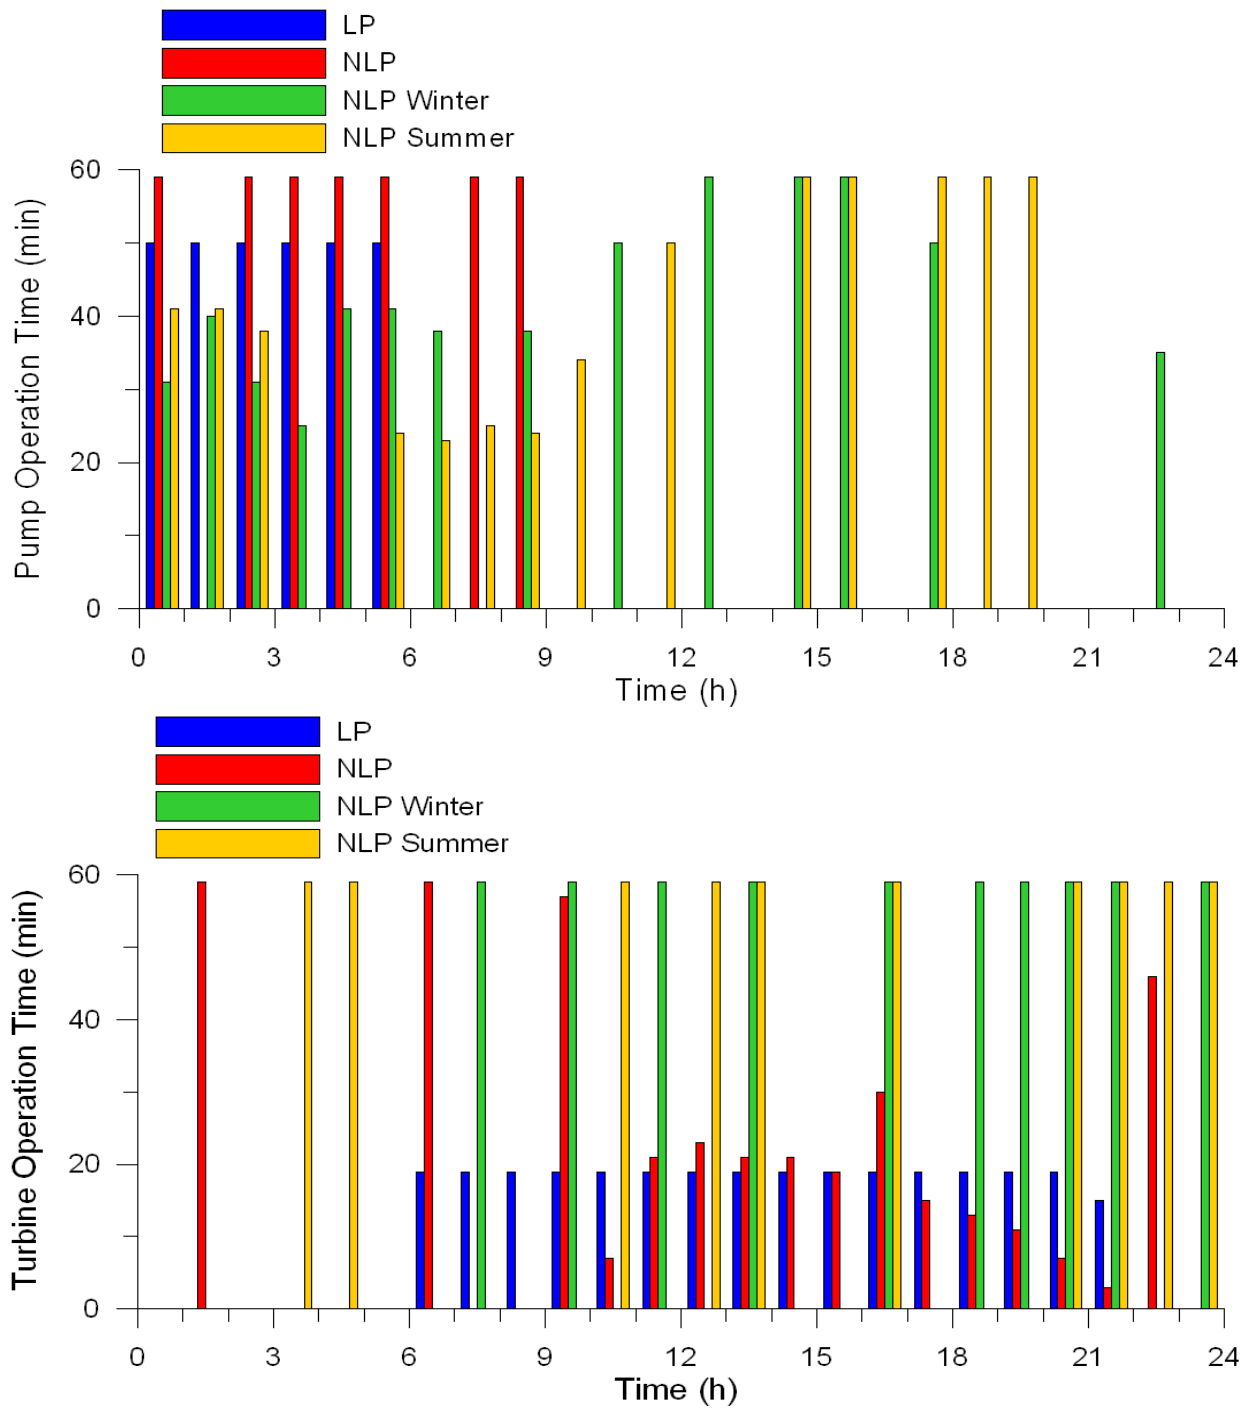 LP
NLP
NLP Winter
NLP Summer
Pump Operation Time (min)
60
40
20
0
0 3 6 9 12 15 18 21 24
Time (h)
LP
NLP
NLP Winter
NLP Summer
Turbine Operation Time (min)
60
40
20
0
0 3 6 9 12 15 18 21 24
Time (h)